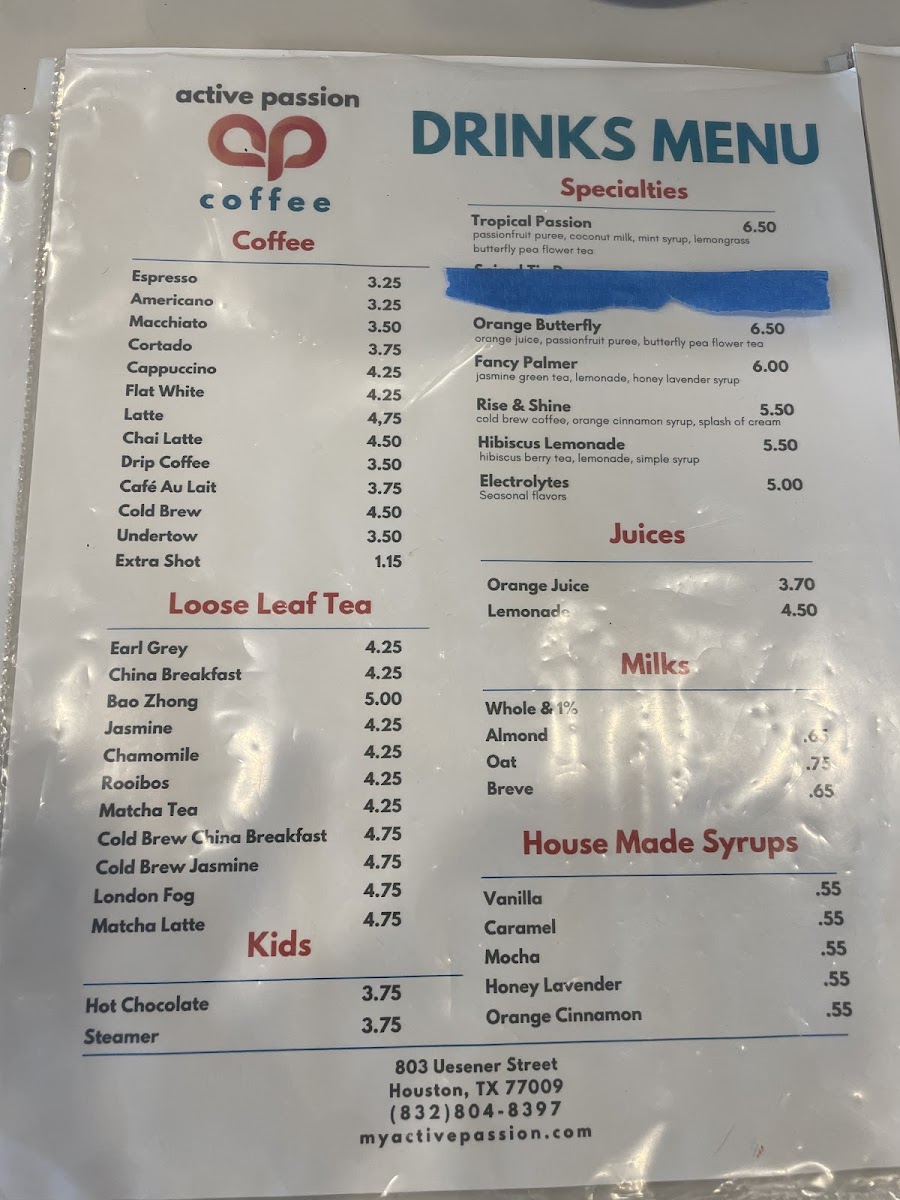 active passion
ap
coffee
Coffee
Espresso 3.25
Americano 3.25
Macchiato 3.50
Cortado 3.75
Cappuccino 4.25
Flat White 4.25
Latte 4,75
Chai Latte 4.50
Drip Coffee 3.50
Café Au Lait 3.75
Cold Brew 4.50
Undertow 3.50
Extra Shot 1.15
Loose Leaf Tea
Earl Grey 4.25
China Breakfast 4.25
Bao Zhong 5.00
Jasmine 4.25
Chamomile 4.25
Rooibos 4.25
Matcha Tea 4.25
Cold Brew China Breakfast 4.75
Cold Brew Jasmine 4.75
London Fog 4.75
Matcha Latte 4.75
Kids
Hot Chocolate 3.75
Steamer 3.75
DRINKS MENU
Specialties
Tropical Passion 6.50
passionfruit puree, coconut milk, mint syrup, lemongrass
butterfly pea flower tea
Orange Butterfly 6.50
orange juice, passionfruit puree, butterfly pea flower tea
Fancy Palmer 6.00
jasmine green tea, lemonade, honey lavender syrup
Rise & Shine 5.50
cold brew coffee, orange cinnamon syrup, splash of cream
Hibiscus Lemonade 5.50
hibiscus berry tea, lemonade, simple syrup
Electrolytes 5.00
Seasonal flavors
Juices
Orange Juice 3.70
Lemonade 4.50
Milks
Whole & 1%
Almond .65
Oat .75
Breve .65
House Made Syrups
Vanilla .55
Caramel .55
Mocha .55
Honey Lavender .55
Orange Cinnamon .55
803 Uesener Street
Houston, TX 77009
(832)804-8397
myactivepassion.com